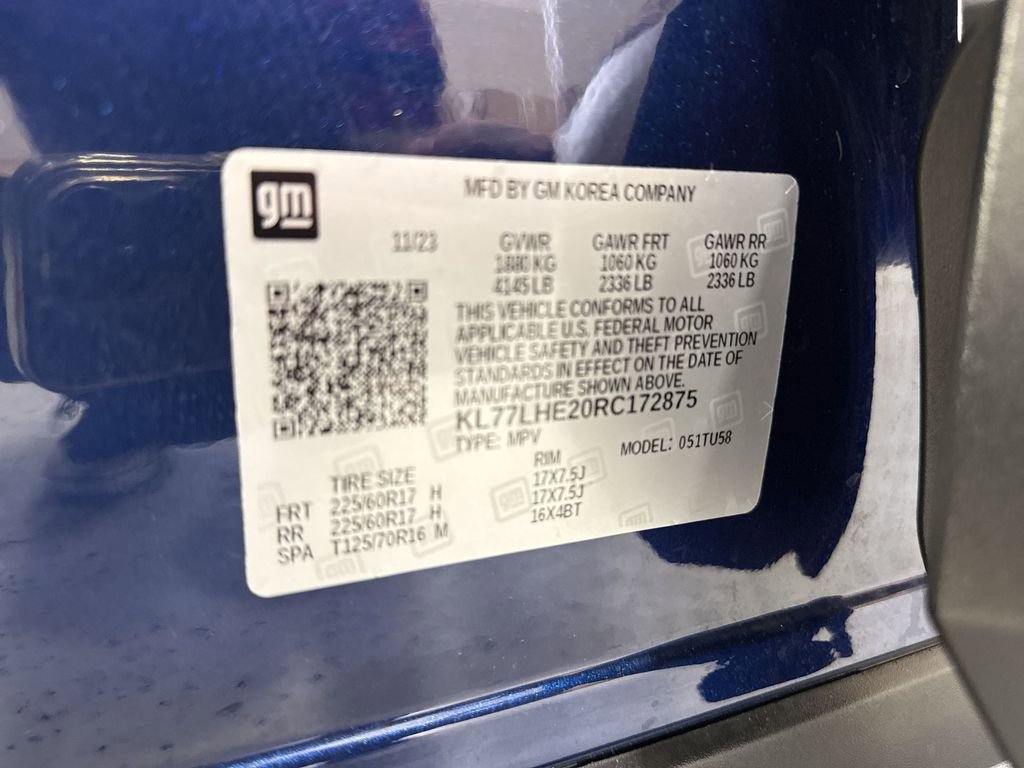 gm
MFD BY GM KOREA COMPANY
11/23 GVWR GAWR FRT GAWR RR
1880 KG 1060 KG 1060 KG
4145 LB 2336 LB 2336 LB
THIS VEHICLE CONFORMS TO ALL
APPLICABLE U.S. FEDERAL MOTOR
VEHICLE SAFETY AND THEFT PREVENTION
STANDARDS IN EFFECT ON THE DATE OF
MANUFACTURE SHOWN ABOVE.
KL77LHE20RC172875
TYPE: MPV MODEL: 051TU58
TIRE SIZE RIM
FRT 225/60R17 H 17X7.5J
RR 225/60R17 H 17X7.5J
SPA T125/70R16 M 16X4BT